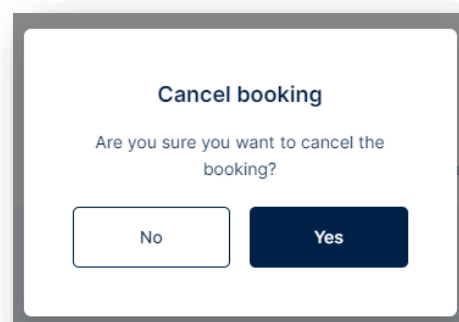 Cancel booking
Are you sure you want to cancel the
booking?
No
Yes